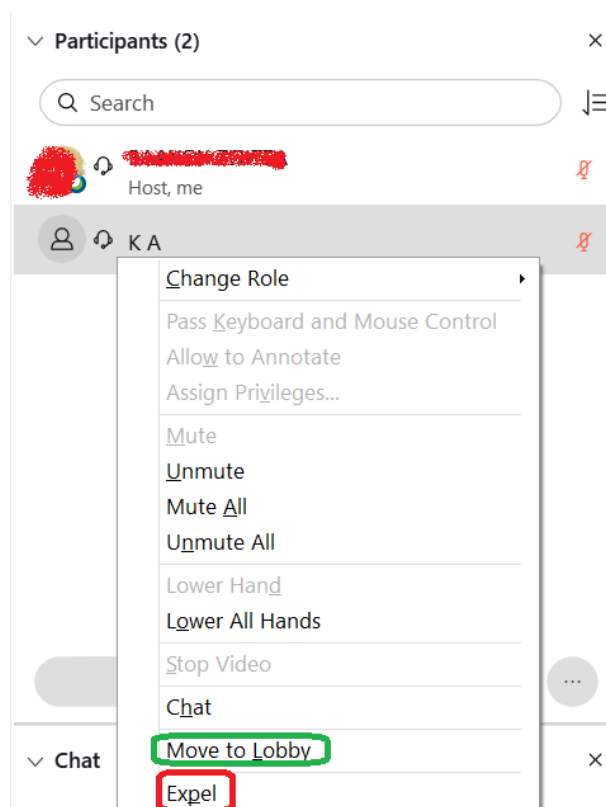 Participants (2)
Search
Host, me
K A
Change Role
Pass Keyboard and Mouse Control
Allow to Annotate
Assign Privileges...
Mute
Unmute
Mute All
Unmute All
Lower Hand
Lower All Hands
Stop Video
Chat
Move to Lobby
Chat
Expel